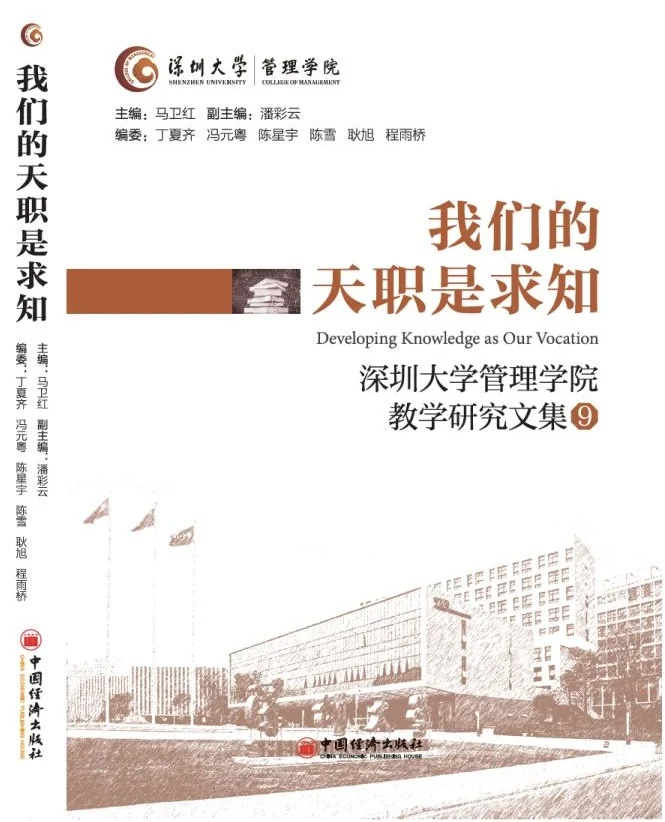 我们的天职是求知
主编：马卫红 副主编：潘彩云
编委：丁夏齐 冯元粤 陈星宇 陈雪 耿旭 程雨桥
中国经济出版社
CHINA ECONOMIC PUBLISHING HOUSE
深圳大学 管理学院
SHENZHEN UNIVERSITY COLLEGE OF MANAGEMENT
主编：马卫红 副主编：潘彩云
编委：丁夏齐 冯元粤 陈星宇 陈雪 耿旭 程雨桥
我们的
天职是求知
Developing Knowledge as Our Vocation
深圳大学管理学院
教学研究文集9
中国经济出版社
CHINA ECONOMIC PUBLISHING HOUSE